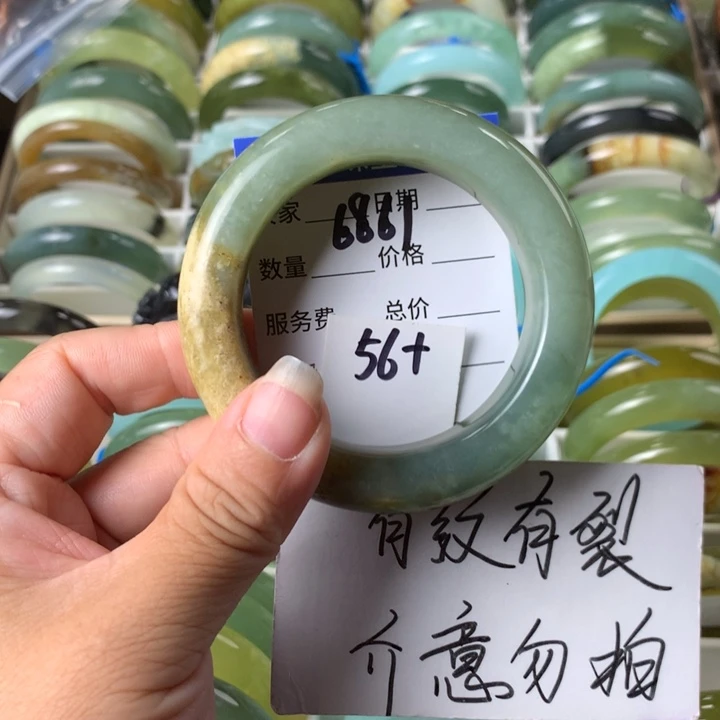 家 日期
6881
数量 价格
服务费 总价
56+
有纹有裂
介意勿拍